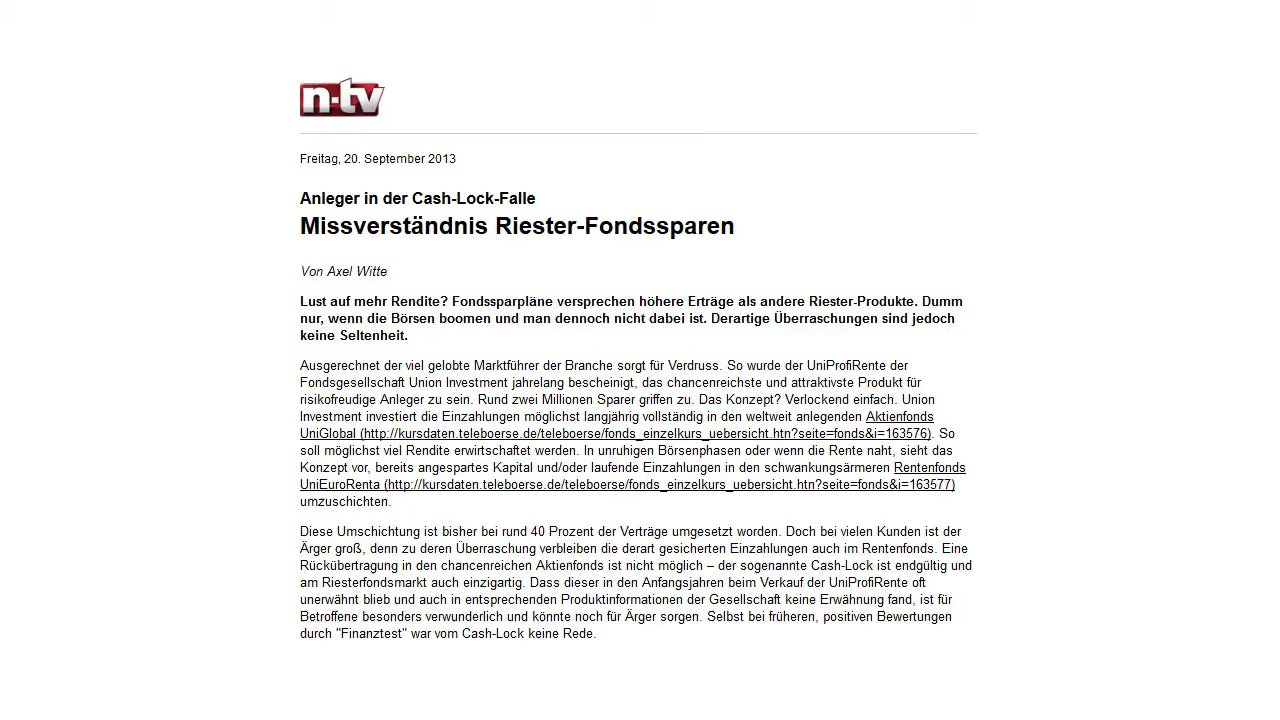 n-tv
Freitag, 20. September 2013
Anleger in der Cash-Lock-Falle
Missverständnis Riester-Fondssparen
Von Axel Witte
Lust auf mehr Rendite? Fondssparpläne versprechen höhere Erträge als andere Riester-Produkte. Dumm
nur, wenn die Börsen boomen und man dennoch nicht dabei ist. Derartige Überraschungen sind jedoch
keine Seltenheit.
Ausgerechnet der viel gelobte Marktführer der Branche sorgt für Verdruss. So wurde der UniProfiRente der
Fondsgesellschaft Union Investment jahrelang bescheinigt, das chancenreichste und attraktivste Produkt für
risikofreudige Anleger zu sein. Rund zwei Millionen Sparer griffen zu. Das Konzept? Verlockend einfach. Union
Investment investiert die Einzahlungen möglichst langjährig vollständig in den weltweit anlegenden Aktienfonds
UniGlobal (http://kursdaten.teleboerse.de/teleboerse/fonds_einzelkurs_uebersicht.htn?seite=fonds&i=163576). So
soll möglichst viel Rendite erwirtschaftet werden. In unruhigen Börsenphasen oder wenn die Rente naht, sieht das
Konzept vor, bereits angespartes Kapital und/oder laufende Einzahlungen in den schwankungsärmeren Rentenfonds
UniEuroRenta (http://kursdaten.teleboerse.de/teleboerse/fonds_einzelkurs_uebersicht.htn?seite=fonds&i=163577)
umzuschichten.
Diese Umschichtung ist bisher bei rund 40 Prozent der Verträge umgesetzt worden. Doch bei vielen Kunden ist der
Ärger groß, denn zu deren Überraschung verbleiben die derart gesicherten Einzahlungen auch im Rentenfonds. Eine
Rückübertragung in den chancenreichen Aktienfonds ist nicht möglich – der sogenannte Cash-Lock ist endgültig und
am Riesterfondsmarkt auch einzigartig. Dass dieser in den Anfangsjahren beim Verkauf der UniProfiRente oft
unerwähnt blieb und auch in entsprechenden Produktinformationen der Gesellschaft keine Erwähnung fand, ist für
Betroffene besonders verwunderlich und könnte noch für Ärger sorgen. Selbst bei früheren, positiven Bewertungen
durch "Finanztest" war vom Cash-Lock keine Rede.